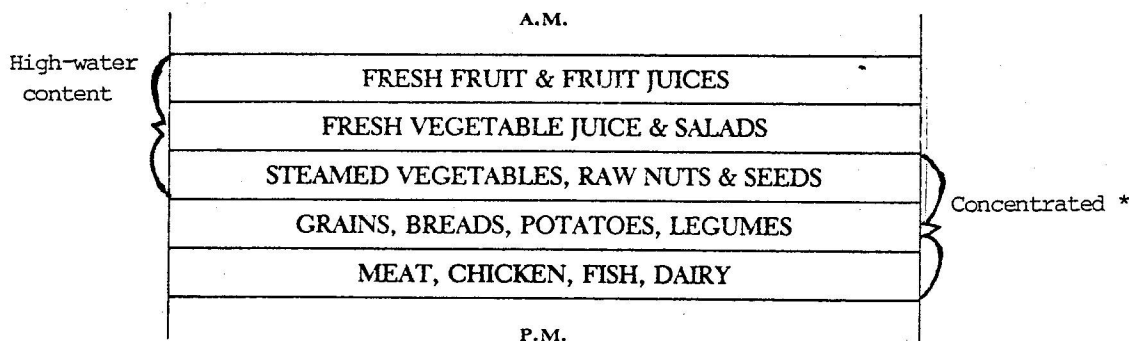 A.M.
High-water
content
FRESH FRUIT & FRUIT JUICES
FRESH VEGETABLE JUICE & SALADS
STEAMED VEGETABLES, RAW NUTS & SEEDS
Concentrated *
GRAINS, BREADS, POTATOES, LEGUMES
MEAT, CHICKEN, FISH, DAIRY
P.M.